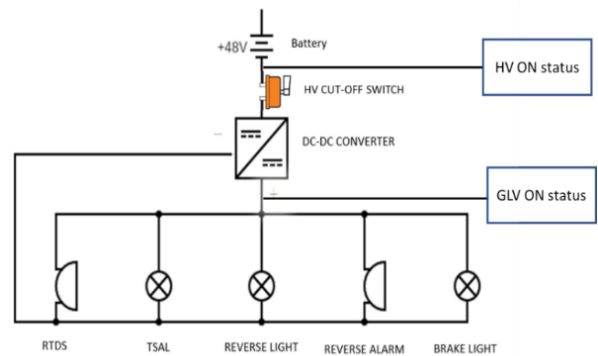 +48V
Battery
HV ON status
HV CUT-OFF SWITCH
−
DC-DC CONVERTER
+
GLV ON status
RTDS
TSAL
REVERSE LIGHT
REVERSE ALARM
BRAKE LIGHT